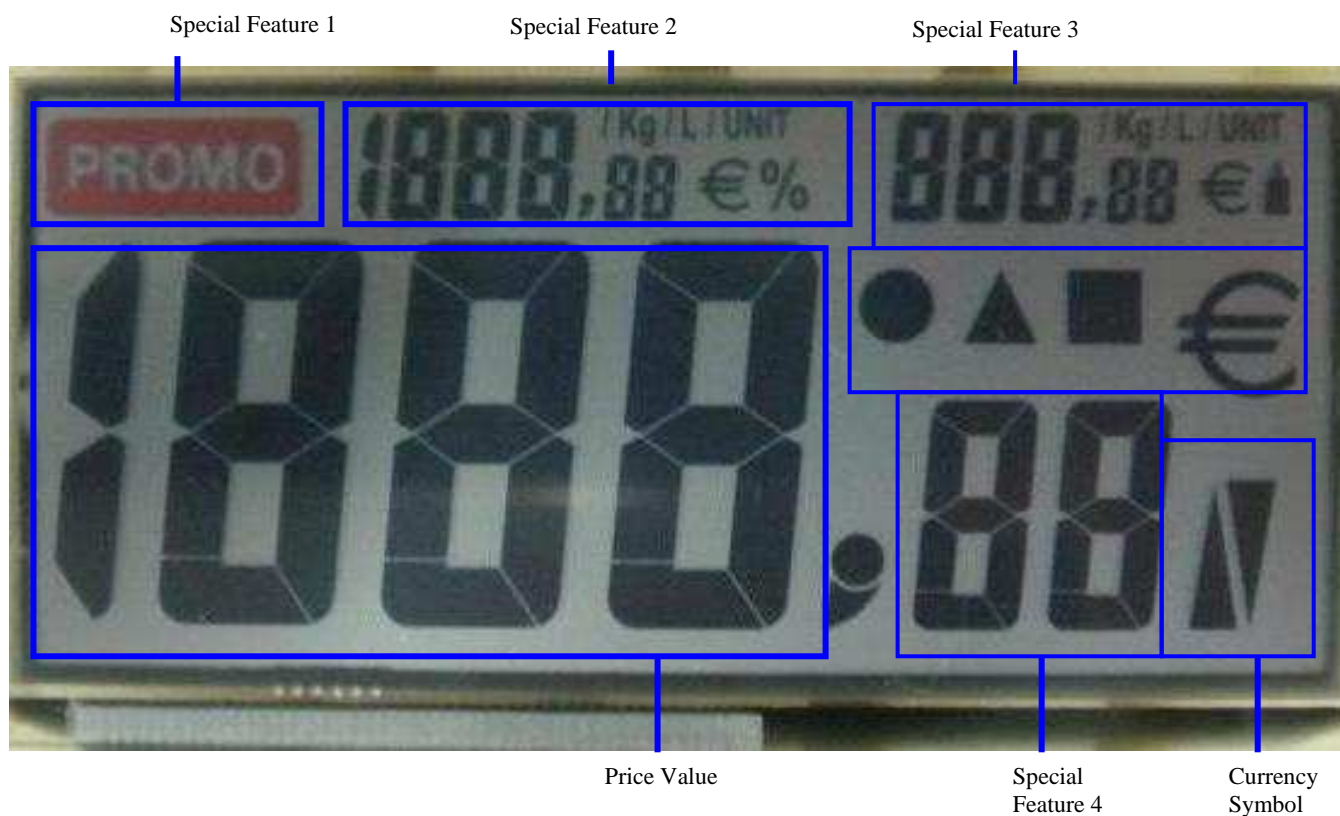 Special Feature 1
Special Feature 2
Special Feature 3
PROMO
1888,88 /Kg/L/UNIT €%
888,88 /Kg/L/UNIT €
€
1888,88
Price Value
Special
Feature 4
Currency
Symbol